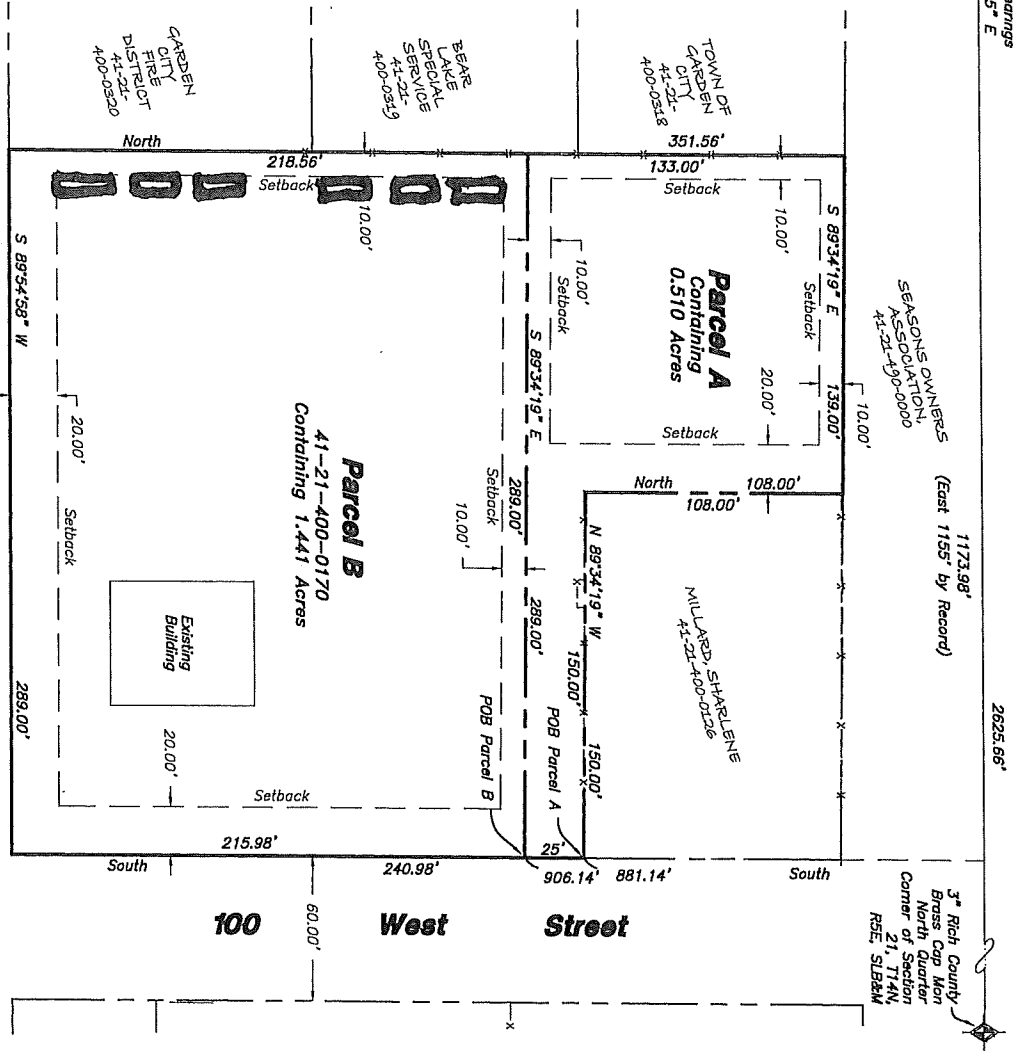 arings
5" E
1173.98'
(East 1155' by Record)
2625.66'
3" Rich County
Brass Cap Mon
North Quarter
Corner of Section
21, T14N,
R5E, SLB&M
SEASONS OWNERS
ASSOCIATION,
41-21-490-0000
TOWN OF
GARDEN
CITY
41-21-
400-0318
BEAR
LAKE
SPECIAL
SERVICE
41-21-
400-0319
GARDEN
CITY
FIRE
DISTRICT
41-21-
400-0320
North
218.56'
351.56'
133.00'
Setback
Setback
10.00'
10.00'
S 89°34'19" E
139.00'
10.00'
Setback
Parcel A
Containing
0.510 Acres
20.00'
Setback
10.00'
Setback
North
108.00'
108.00'
MILLARD, SHARLENE
41-21-400-0126
N 89°34'19" W
150.00'
150.00'
POB Parcel A
S 89°34'19" E
289.00'
289.00'
Setback
10.00'
POB Parcel B
Parcel B
41-21-400-0170
Containing 1.441 Acres
Existing
Building
20.00'
Setback
20.00'
Setback
S 89°54'58" W
289.00'
215.98'
South
240.98'
25'
906.14'
881.14'
South
60.00'
100 West Street